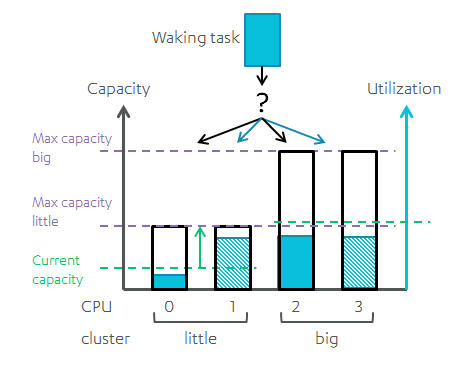 Waking task
?
Capacity
Utilization
Max capacity
big
Max capacity
little
Current
capacity
CPU 0 1 2 3
cluster little big